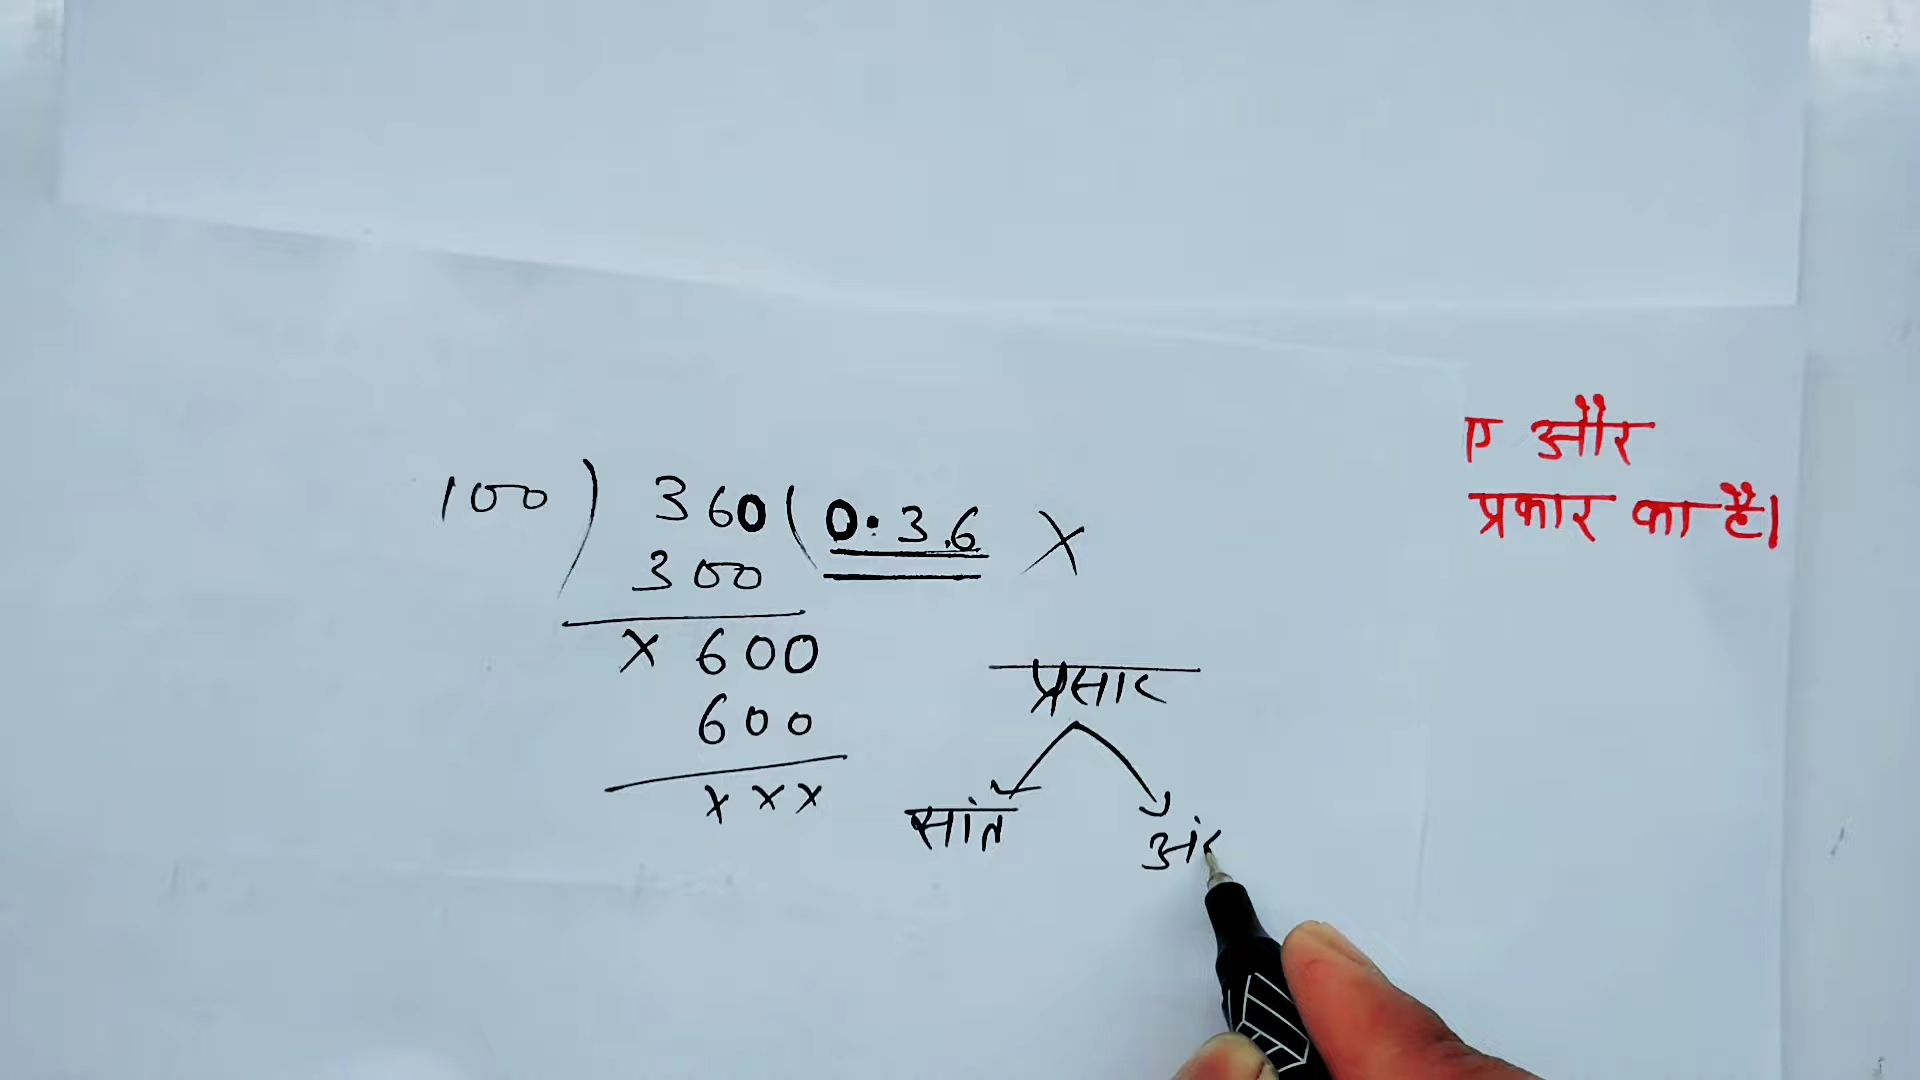 ए और
प्रकार का है।
100 ) 360 ( 0.36 X
300
x 600
600
x x x
प्रसार
सांत